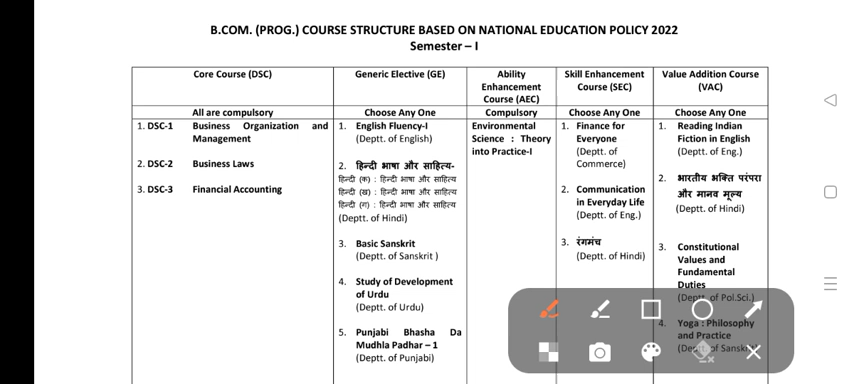 B.COM. (PROG.) COURSE STRUCTURE BASED ON NATIONAL EDUCATION POLICY 2022
Semester – I
Core Course (DSC)
Generic Elective (GE)
Ability
Enhancement
Course (AEC)
Skill Enhancement
Course (SEC)
Value Addition Course
(VAC)
All are compulsory
Choose Any One
Compulsory
Choose Any One
Choose Any One
1. DSC-1 Business Organization and
Management
2. DSC-2 Business Laws
3. DSC-3 Financial Accounting
1. English Fluency-I
(Deptt. of English)
2. हिन्दी भाषा और साहित्य-
हिन्दी (क) : हिन्दी भाषा और साहित्य
हिन्दी (ख) : हिन्दी भाषा और साहित्य
हिन्दी (ग) : हिन्दी भाषा और साहित्य
(Deptt. of Hindi)
3. Basic Sanskrit
(Deptt. of Sanskrit )
4. Study of Development
of Urdu
(Deptt. of Urdu)
5. Punjabi Bhasha Da
Mudhla Padhar – 1
(Deptt. of Punjabi)
Environmental
Science : Theory
into Practice-I
1. Finance for
Everyone
(Deptt. of
Commerce)
2. Communication
in Everyday Life
(Deptt. of Eng.)
3. रंगमंच
(Deptt. of Hindi)
1. Reading Indian
Fiction in English
(Deptt. of Eng.)
2. भारतीय भक्ति परंपरा
और मानव मूल्य
(Deptt. of Hindi)
3. Constitutional
Values and
Fundamental
Duties
(Deptt. of Pol.Sci.)
4. Yoga : Philosophy
and Practice
(Deptt. of Sanskrit)